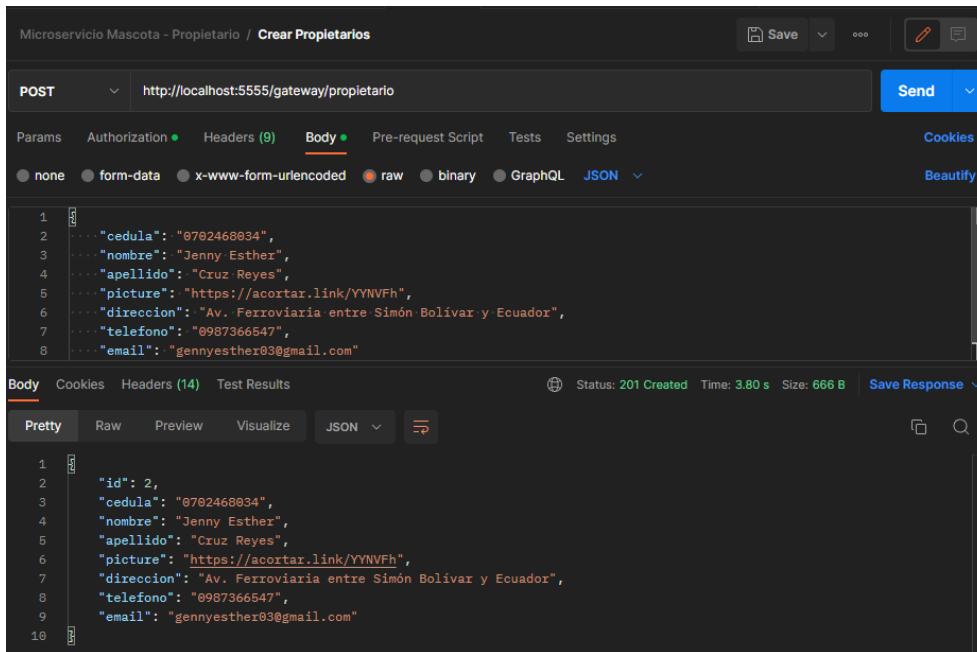 Microservicio Mascota - Propietario / Crear Propietarios Save
POST http://localhost:5555/gateway/propietario Send
Params Authorization Headers (9) Body Pre-request Script Tests Settings Cookies
none form-data x-www-form-urlencoded raw binary GraphQL JSON Beautify
1 {
2 "cedula": "0702468034",
3 "nombre": "Jenny Esther",
4 "apellido": "Cruz Reyes",
5 "picture": "https://acortar.link/YYNVFh",
6 "direccion": "Av. Ferroviaria entre Simón Bolívar y Ecuador",
7 "telefono": "0987366547",
8 "email": "gennyesther03@gmail.com"
Body Cookies Headers (14) Test Results Status: 201 Created Time: 3.80 s Size: 666 B Save Response
Pretty Raw Preview Visualize JSON
1 {
2 "id": 2,
3 "cedula": "0702468034",
4 "nombre": "Jenny Esther",
5 "apellido": "Cruz Reyes",
6 "picture": "https://acortar.link/YYNVFh",
7 "direccion": "Av. Ferroviaria entre Simón Bolívar y Ecuador",
8 "telefono": "0987366547",
9 "email": "gennyesther03@gmail.com"
10 }